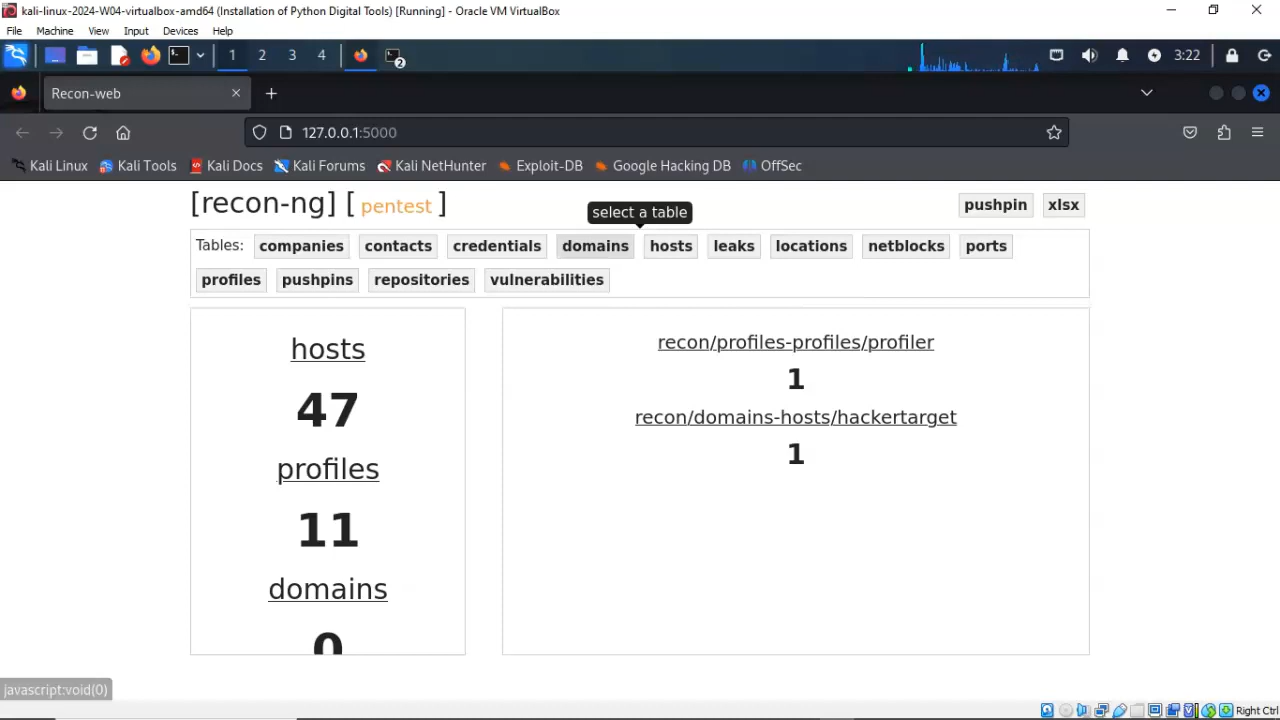 kali-linux-2024-W04-virtualbox-amd64 (Installation of Python Digital Tools) [Running] - Oracle VM VirtualBox
File Machine View Input Devices Help
1 2 3 4 2 3:22
Recon-web
127.0.0.1:5000
Kali Linux Kali Tools Kali Docs Kali Forums Kali NetHunter Exploit-DB Google Hacking DB OffSec
[recon-ng] [ pentest ] pushpin xlsx
select a table
Tables: companies contacts credentials domains hosts leaks locations netblocks ports
profiles pushpins repositories vulnerabilities
hosts
47
profiles
11
domains
0
recon/profiles-profiles/profiler
1
recon/domains-hosts/hackertarget
1
javascript:void(0)
Right Ctrl